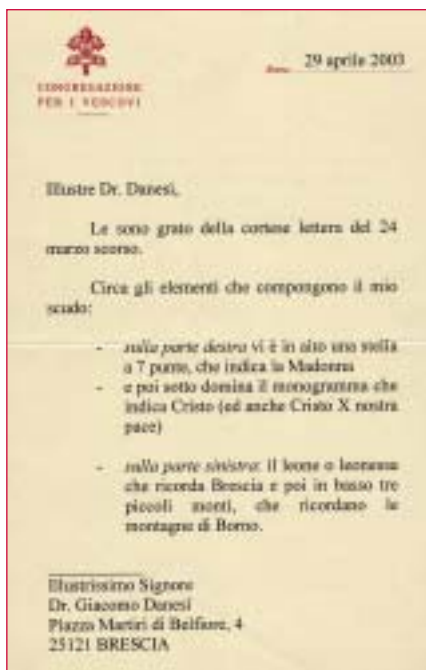 CONGREGAZIONE
PER I VESCOVI
Roma, 29 aprile 2003
Illustre Dr. Danesi,
Le sono grato della cortese lettera del 24
marzo scorso.
Circa gli elementi che compongono il mio
scudo:
- sulla parte destra vi è in alto una stella
a 7 punte, che indica la Madonna
- e poi sotto domina il monogramma che
indica Cristo (ed anche Cristo X nostra
pace)
- sulla parte sinistra: il leone o leonessa
che ricorda Brescia e poi in basso tre
piccoli monti, che ricordano le
montagne di Borno.
Illustrissimo Signore
Dr. Giacomo Danesi
Piazza Martiri di Belfiore, 4
25121 BRESCIA